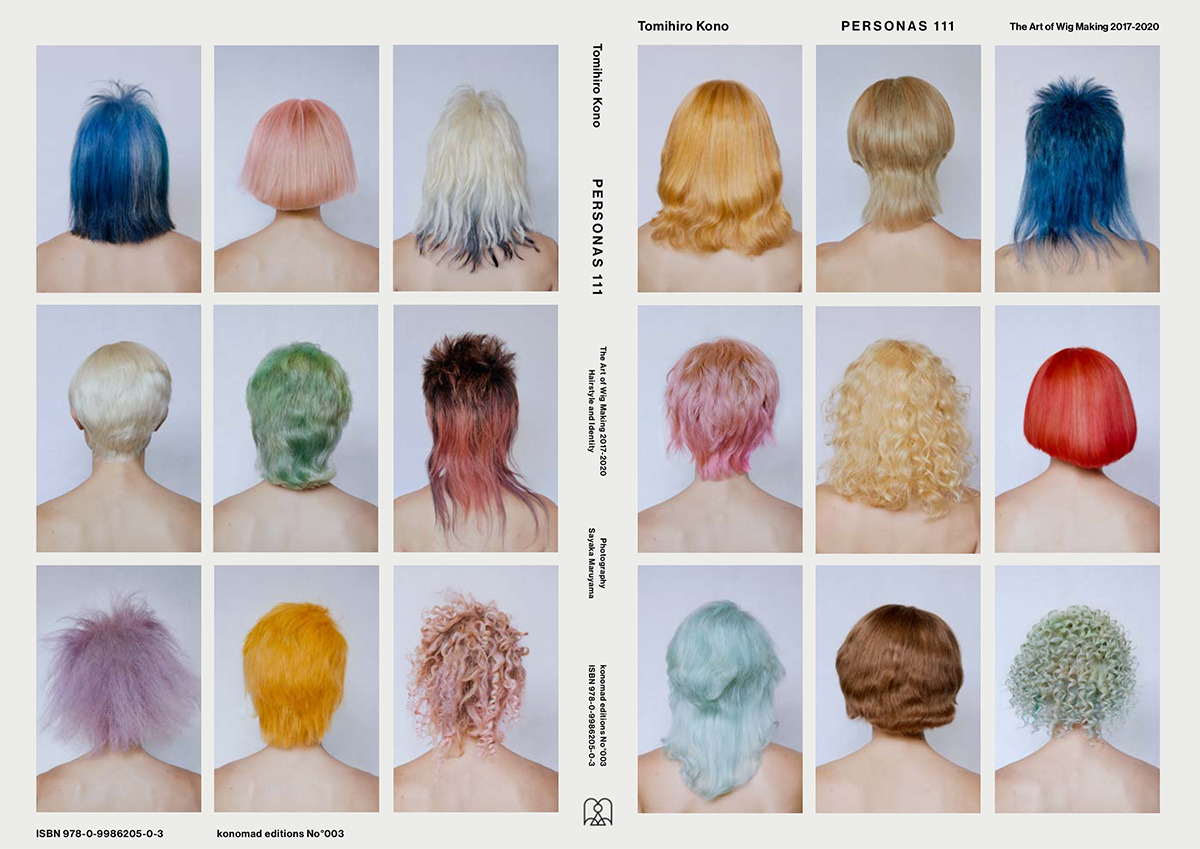 Tomihiro Kono
PERSONAS 111
The Art of Wig Making 2017-2020
Tomihiro Kono
PERSONAS 111
The Art of Wig Making 2017-2020
Hairstyle and Identity
Photography
Sayaka Maruyama
konomad editions No°003
ISBN 978-0-9986205-0-3
ISBN 978-0-9986205-0-3
konomad editions No°003